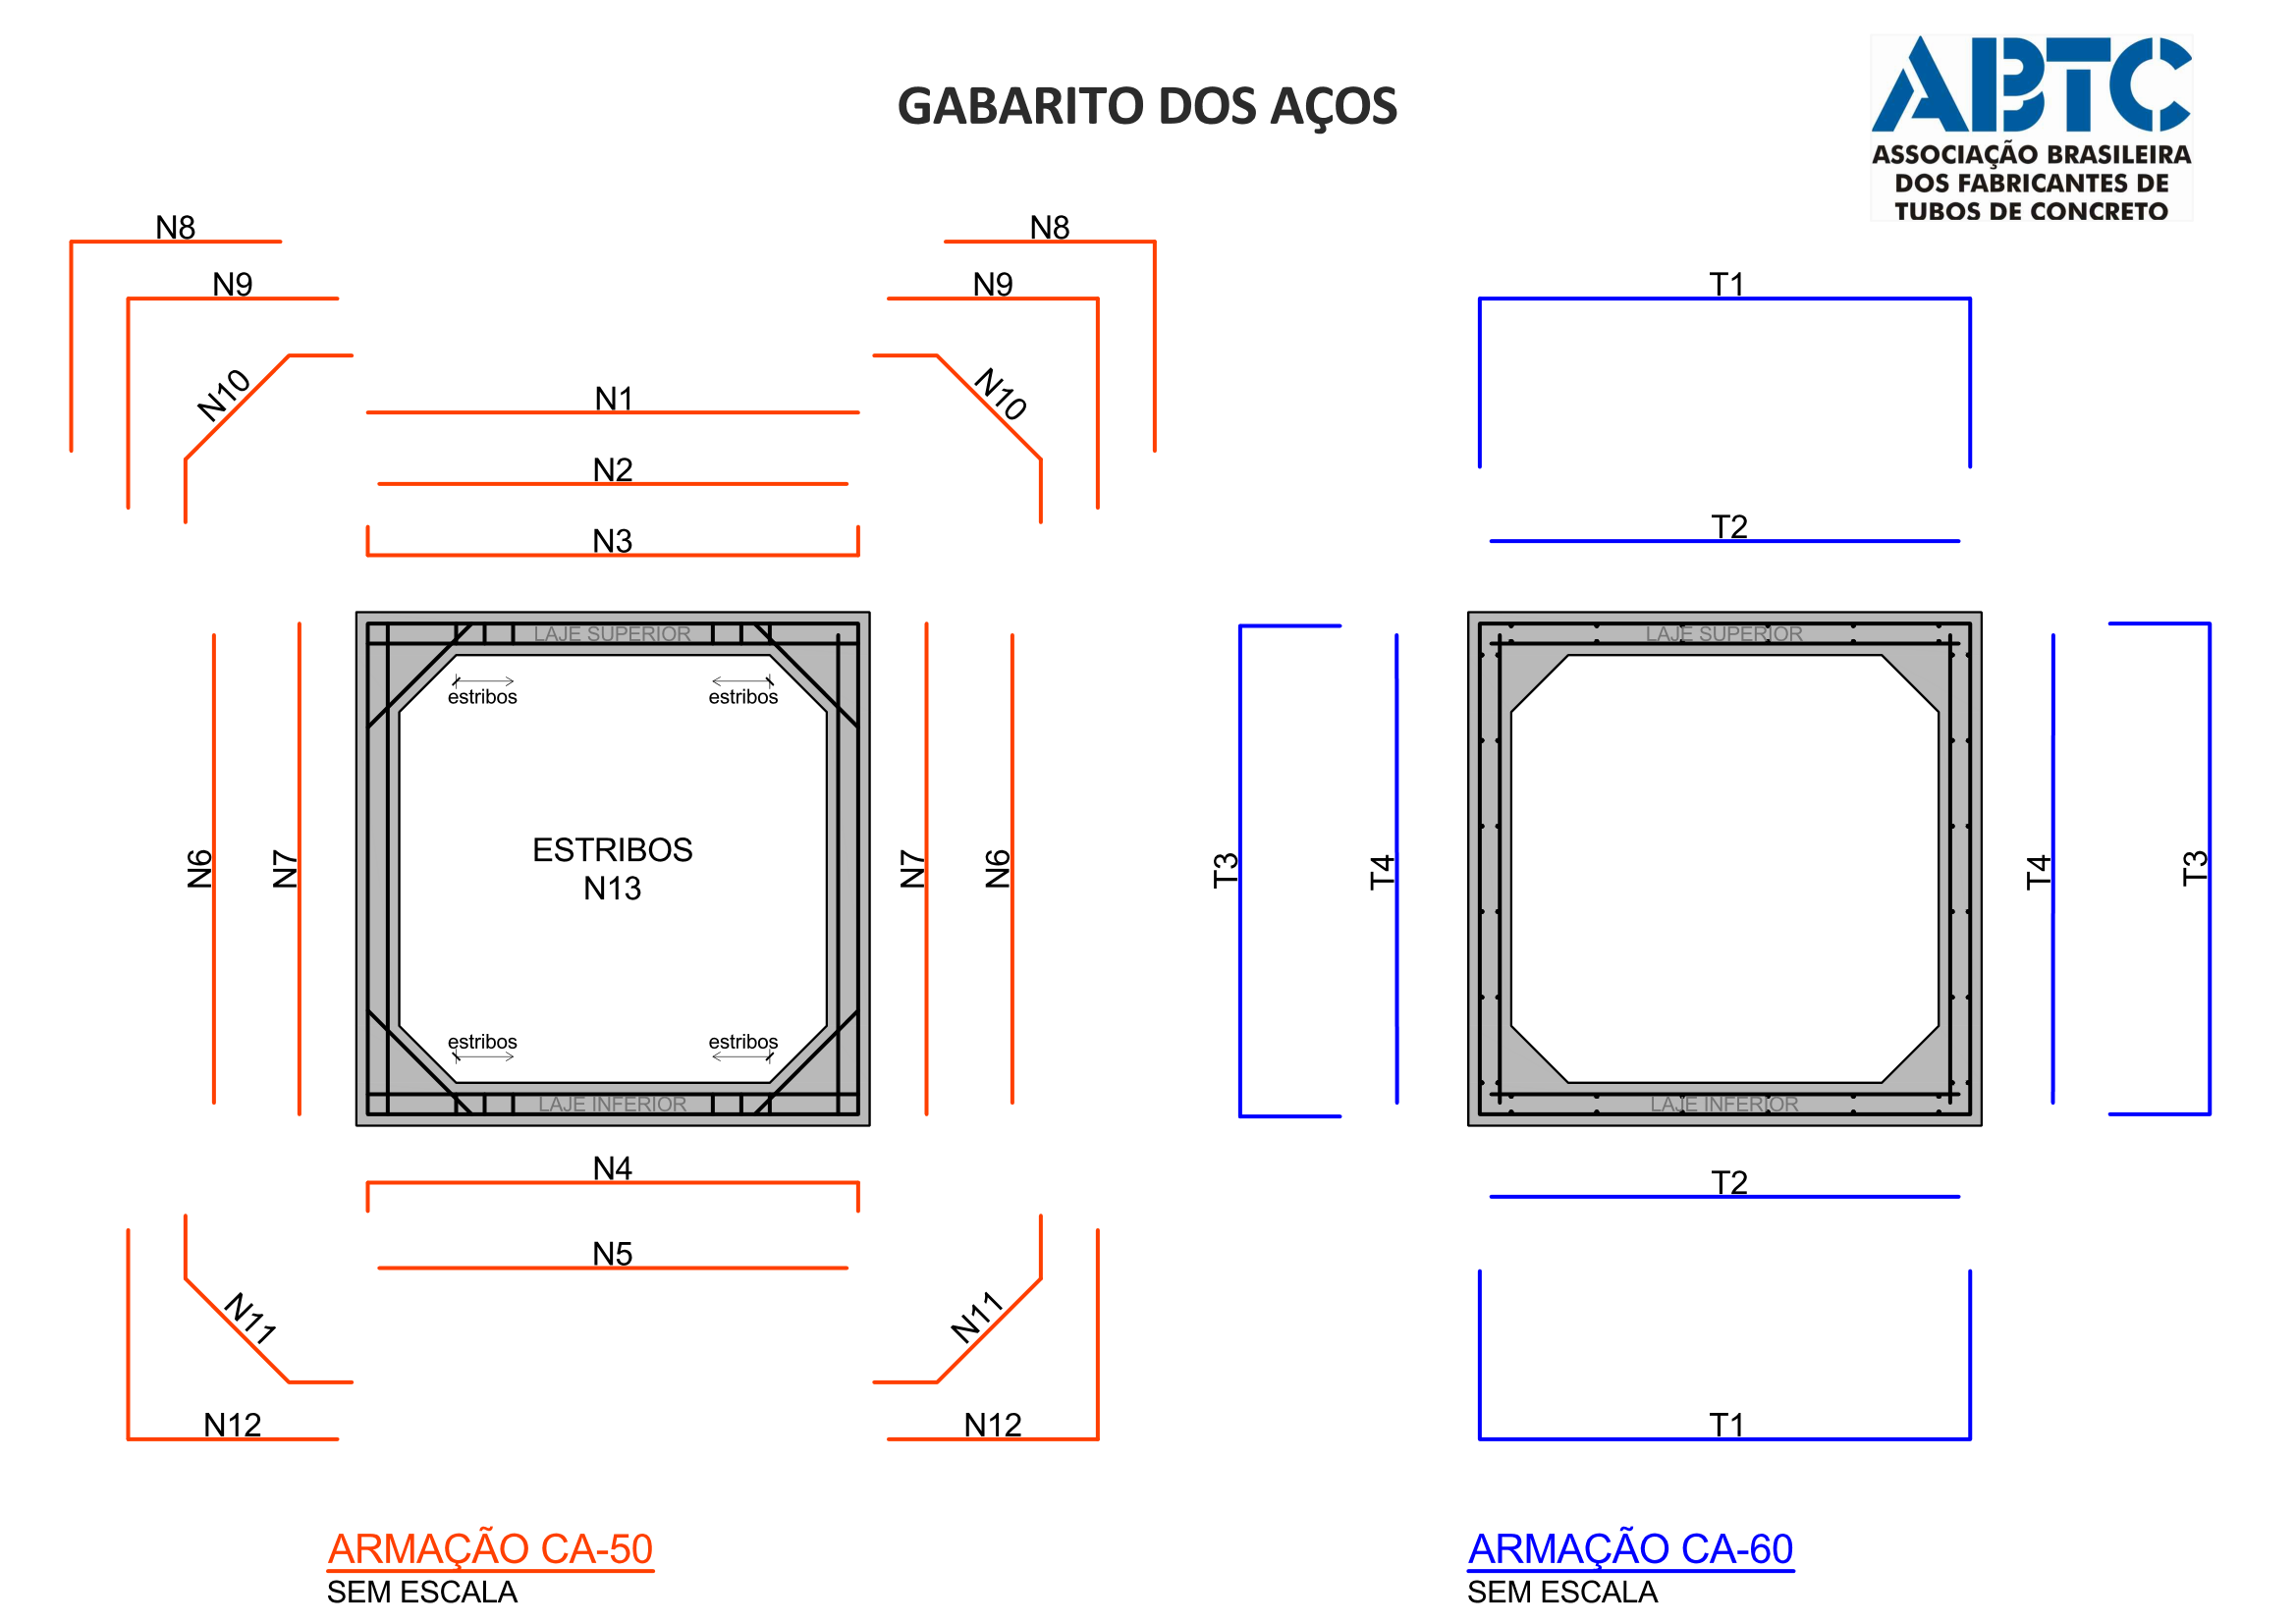 GABARITO DOS AÇOS
ABTC
ASSOCIAÇÃO BRASILEIRA
DOS FABRICANTES DE
TUBOS DE CONCRETO
N8
N8
N9
N9
N10
N10
N1
N2
N3
LAJE SUPERIOR
estribos
estribos
N6
N7
ESTRIBOS
N13
N7
N6
estribos
estribos
LAJE INFERIOR
N4
N5
N11
N11
N12
N12
ARMAÇÃO CA-50
SEM ESCALA
T1
T2
LAJE SUPERIOR
T3
T4
T4
T3
LAJE INFERIOR
T2
T1
ARMAÇÃO CA-60
SEM ESCALA